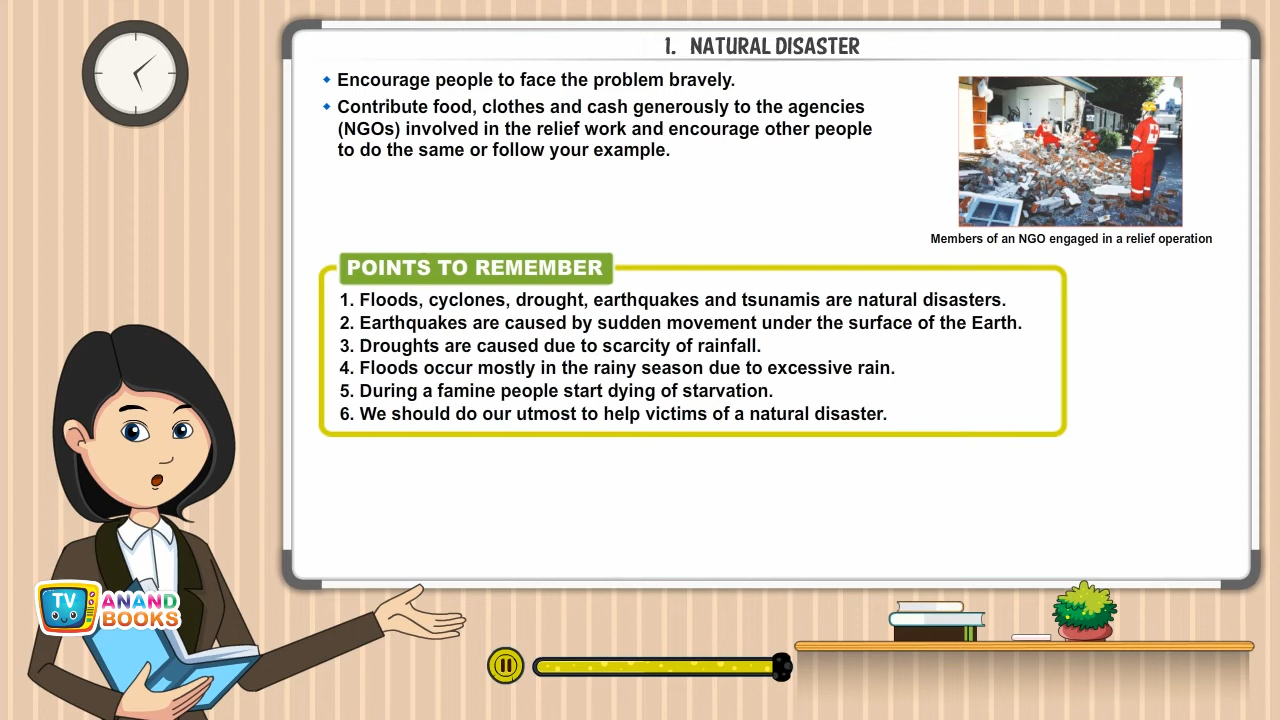 1. NATURAL DISASTER
Encourage people to face the problem bravely.
Contribute food, clothes and cash generously to the agencies
(NGOs) involved in the relief work and encourage other people
to do the same or follow your example.
Members of an NGO engaged in a relief operation
POINTS TO REMEMBER
1. Floods, cyclones, drought, earthquakes and tsunamis are natural disasters.
2. Earthquakes are caused by sudden movement under the surface of the Earth.
3. Droughts are caused due to scarcity of rainfall.
4. Floods occur mostly in the rainy season due to excessive rain.
5. During a famine people start dying of starvation.
6. We should do our utmost to help victims of a natural disaster.
TV
ANAND
BOOKS